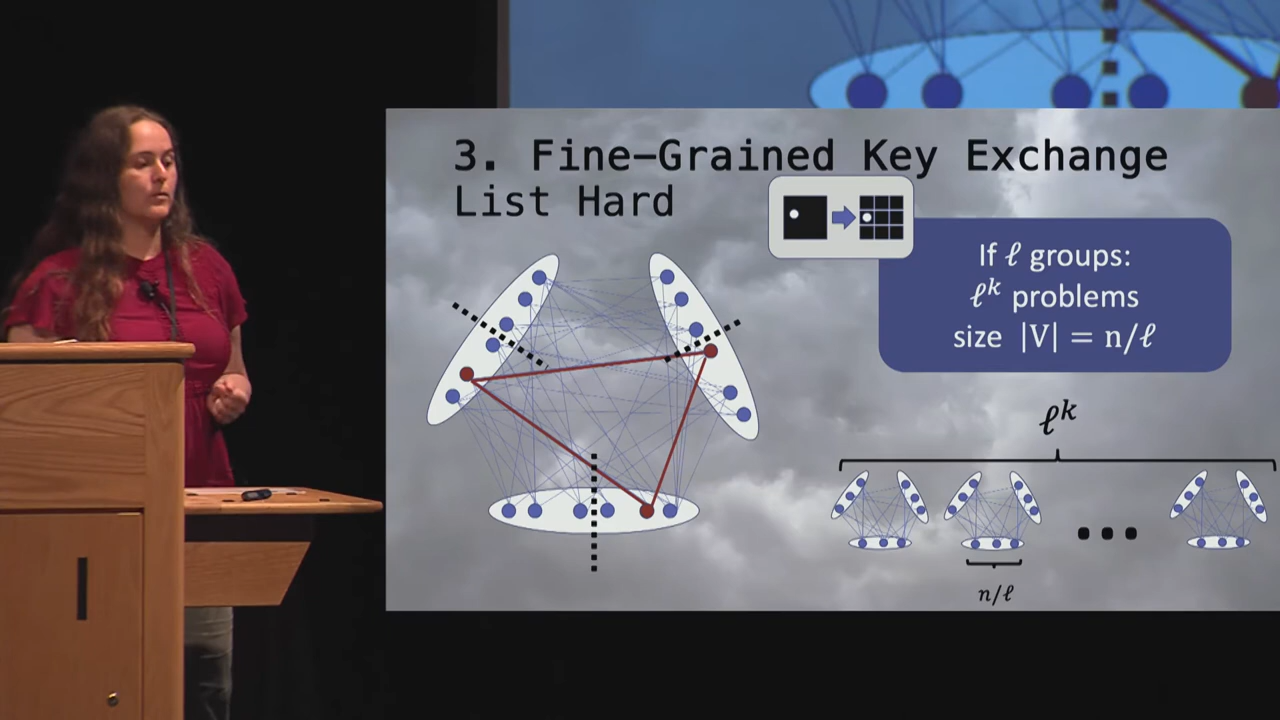 3. Fine-Grained Key Exchange
List Hard
If ℓ groups:
ℓᵏ problems
size |V| = n/ℓ
ℓᵏ
n/ℓ